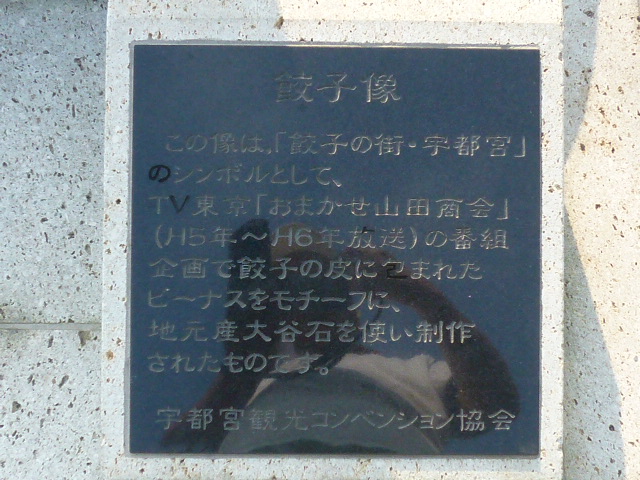 餃子像
この像は,「餃子の街・宇都宮」
のシンボルとして、
TV東京「おまかせ山田商会」
(H5年〜H6年放送)の番組
企画で餃子の皮に包まれた
ビーナスをモチーフに、
地元産大谷石を使い制作
されたものです。
宇都宮観光コンベンション協会